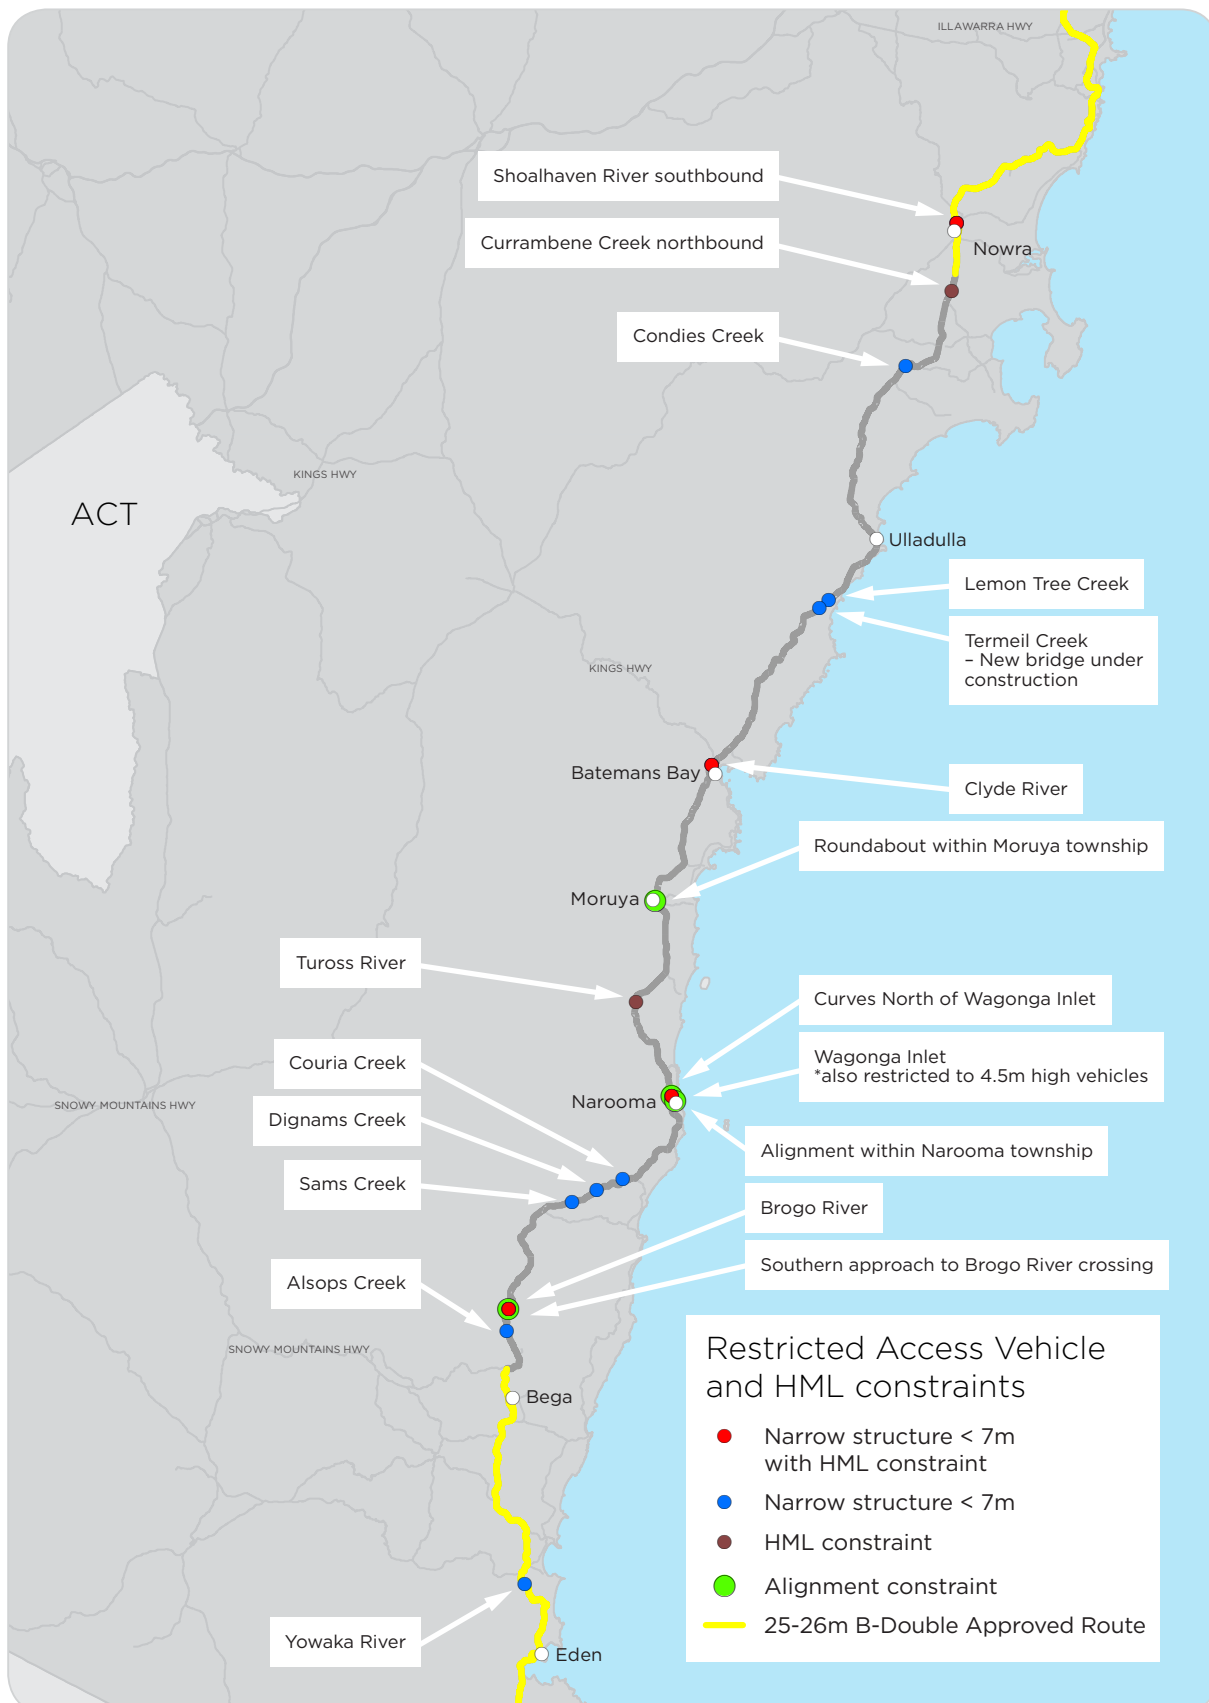 ILLAWARRA HWY
Shoalhaven River southbound
Currambene Creek northbound
Nowra
Condies Creek
KINGS HWY
ACT
Ulladulla
Lemon Tree Creek
Termeil Creek
– New bridge under
construction
KINGS HWY
Batemans Bay
Clyde River
Roundabout within Moruya township
Moruya
Tuross River
Curves North of Wagonga Inlet
Wagonga Inlet
*also restricted to 4.5m high vehicles
Couria Creek
Narooma
SNOWY MOUNTAINS HWY
Dignams Creek
Alignment within Narooma township
Sams Creek
Brogo River
Southern approach to Brogo River crossing
Alsops Creek
SNOWY MOUNTAINS HWY
Bega
Restricted Access Vehicle
and HML constraints
Narrow structure < 7m
with HML constraint
Narrow structure < 7m
HML constraint
Alignment constraint
25-26m B-Double Approved Route
Yowaka River
Eden